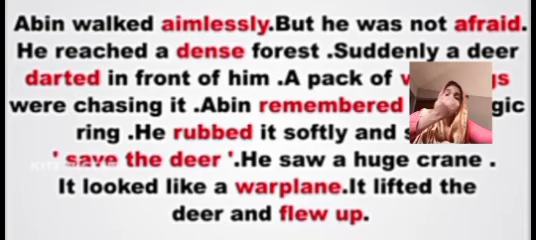 Abin walked aimlessly.But he was not afraid.
He reached a dense forest .Suddenly a deer
darted in front of him .A pack of
were chasing it .Abin remembered
ring .He rubbed it softly and
' save the deer '.He saw a huge crane .
It looked like a warplane.It lifted the
deer and flew up.